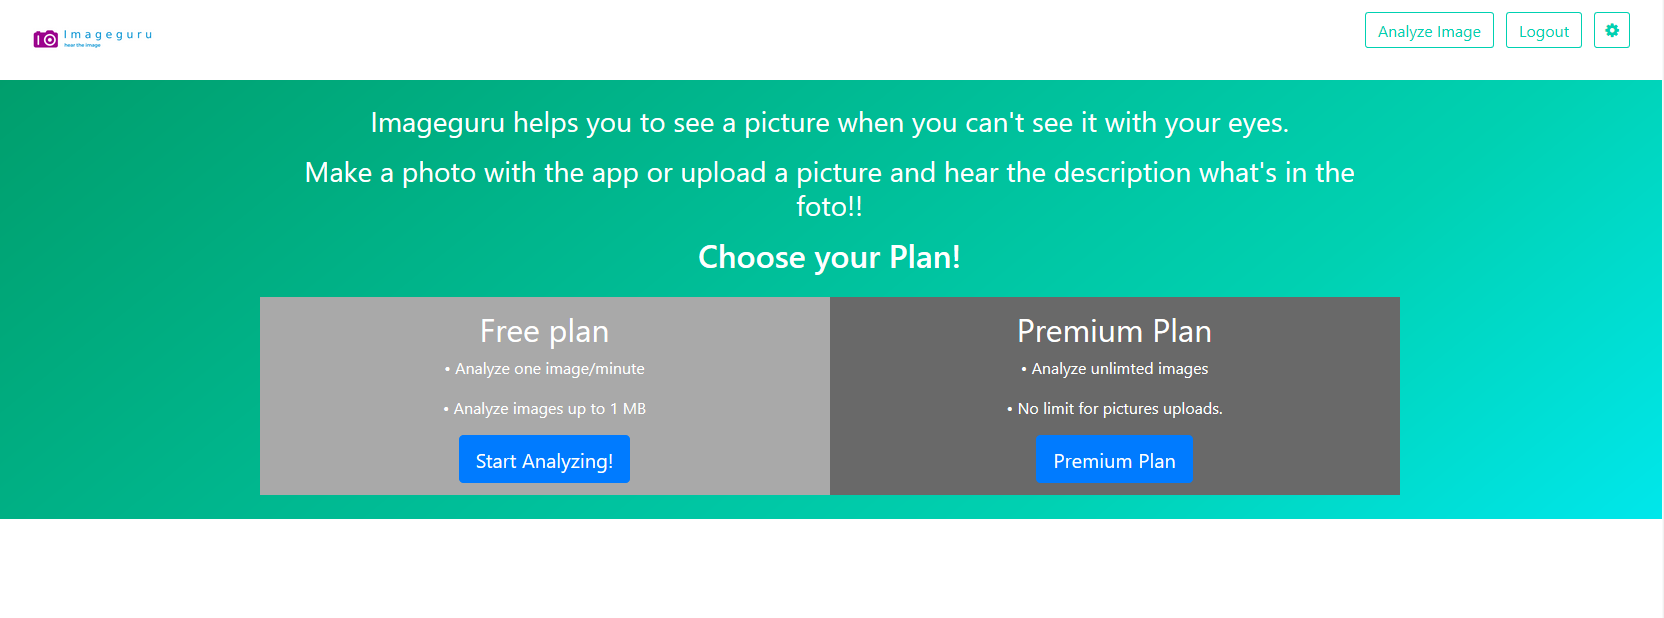 Imageguru
hear the image
Analyze Image
Logout
Imageguru helps you to see a picture when you can't see it with your eyes.
Make a photo with the app or upload a picture and hear the description what's in the
foto!!
Choose your Plan!
Free plan
• Analyze one image/minute
• Analyze images up to 1 MB
Start Analyzing!
Premium Plan
• Analyze unlimted images
• No limit for pictures uploads.
Premium Plan